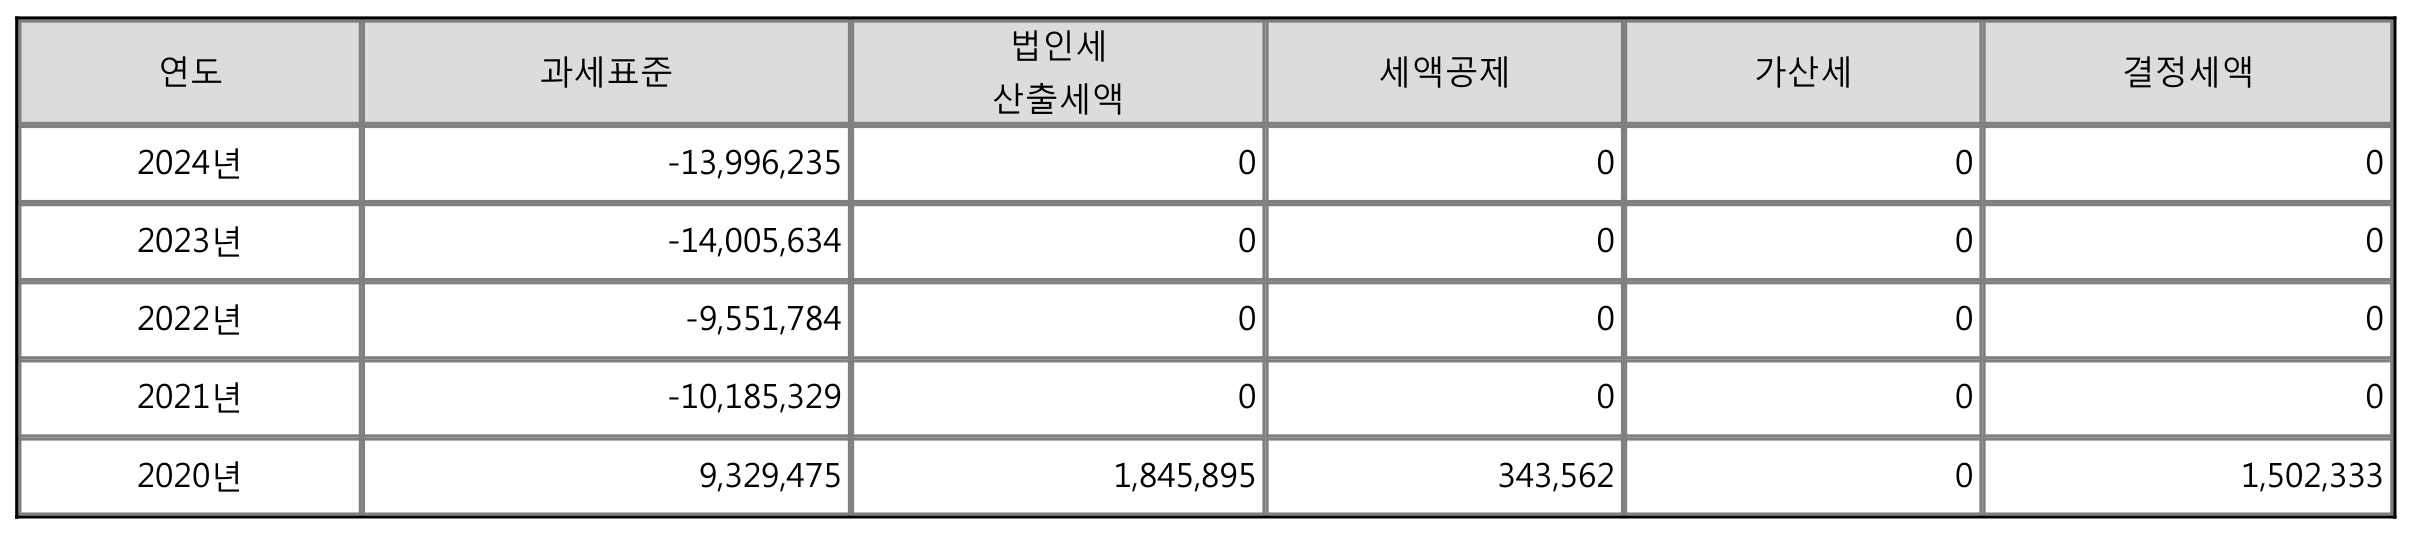 연도 과세표준 법인세 산출세액 세액공제 가산세 결정세액
2024년 -13,996,235 0 0 0 0
2023년 -14,005,634 0 0 0 0
2022년 -9,551,784 0 0 0 0
2021년 -10,185,329 0 0 0 0
2020년 9,329,475 1,845,895 343,562 0 1,502,333